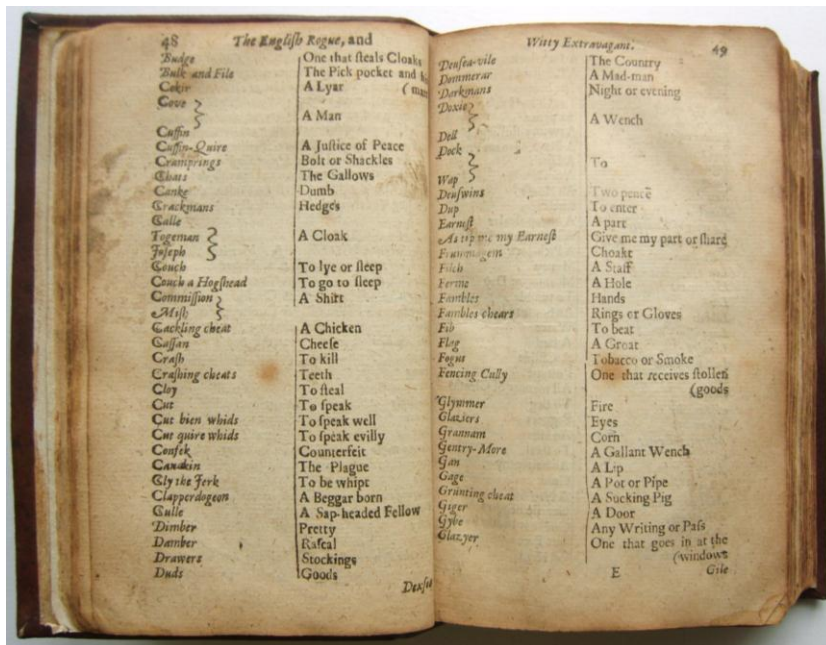 48 The Engliſh Rogue, and
Budge One that ſteals Cloaks
Bulk and File The Pick pocket and his
Cokir A Lyar (mate
Cove
A Man
Cuffin
Cuffin-Quire A Juſtice of Peace
Cramprings Bolt or Shackles
Chats The Gallows
Canke Dumb
Crackmans Hedges
Calle
Togeman A Cloak
Joſeph
Couch To lye or ſleep
Couch a Hogſhead To go to ſleep
Commiſſion A Shirt
Miſh
Cackling cheat A Chicken
Caſſan Cheeſe
Craſh To kill
Craſhing cheats Teeth
Cloy To ſteal
Cut To ſpeak
Cut bien whids To ſpeak well
Cut quire whids To ſpeak evilly
Confek Counterfeit
Canakin The Plague
Cly the Jerk To be whipt
Clapperdogeon A Beggar born
Culle A Sap-headed Fellow
Dimber Pretty
Damber Raſcal
Drawers Stockings
Duds Goods
Witty Extravagant. 49
Deuſea-vile The Country
Dommerar A Mad-man
Darkmans Night or evening
Doxie
A Wench
Dell
Dock
To
Wap
Deuſwins Two pence
Dup To enter
Earneſt A part
As tip me my Earneſt Give me my part or ſhare
Frummagem Choakt
Filch A Staff
Ferme A Hole
Fambles Hands
Fambles cheats Rings or Gloves
Fib To beat
Flag A Groat
Fogus Tobacco or Smoke
Fencing Cully One that receives ſtollen
(goods
Glymmer Fire
Glaziers Eyes
Grannam Corn
Gentry-More A Gallant Wench
Gan A Lip
Gage A Pot or Pipe
Grunting cheat A Sucking Pig
Giger A Door
Gybe Any Writing or Paſs
Glazyer One that goes in at the
(windows
E